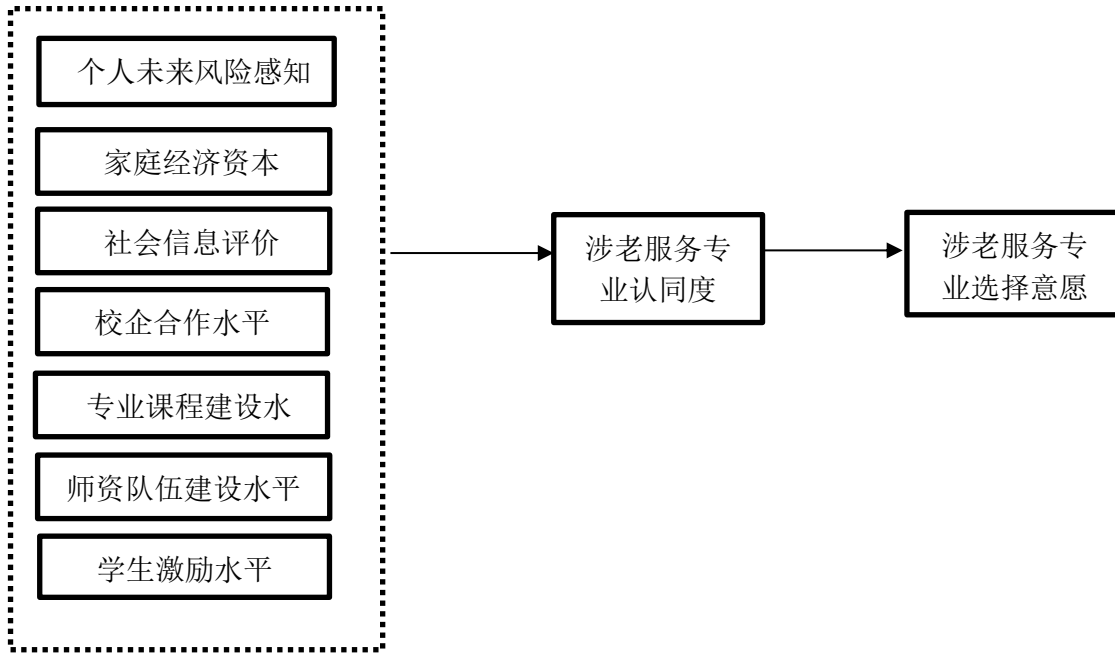 个人未来风险感知
家庭经济资本
社会信息评价
校企合作水平
专业课程建设水
师资队伍建设水平
学生激励水平
涉老服务专
业认同度
涉老服务专
业选择意愿